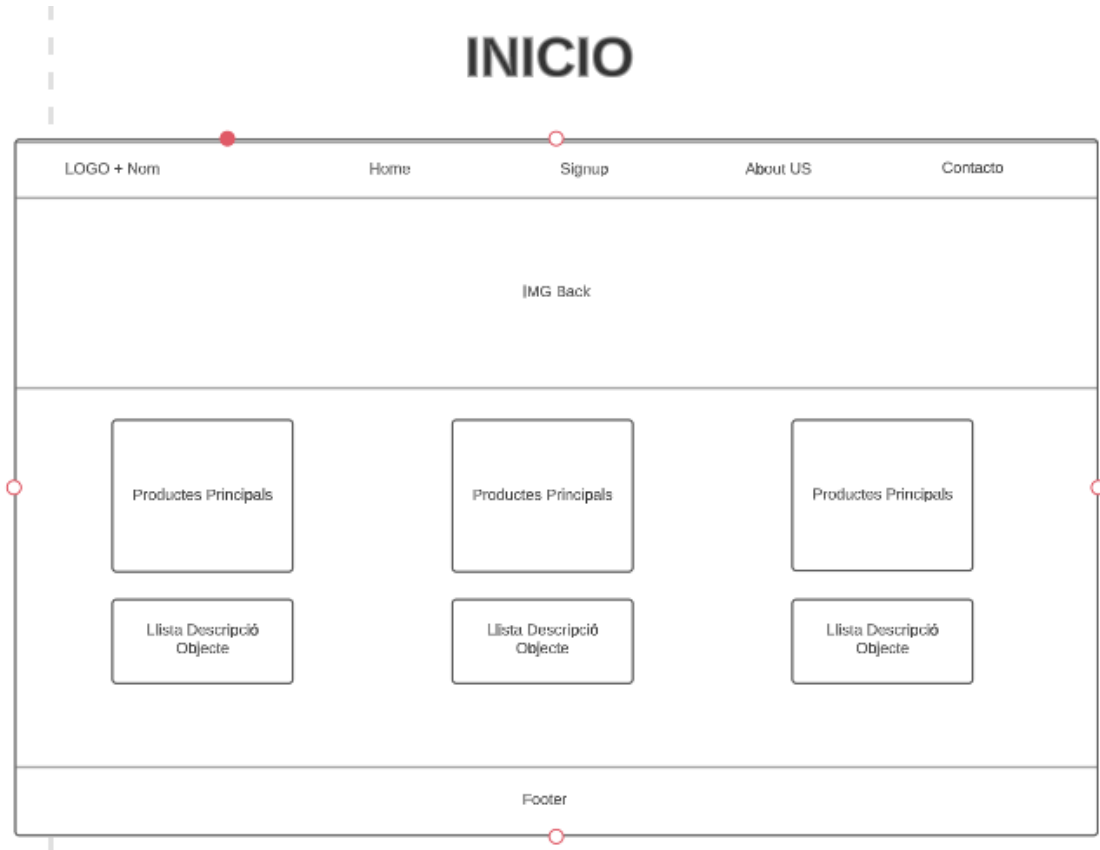 INICIO
LOGO + Nom Home Signup About US Contacto
IMG Back
Productes Principals Productes Principals Productes Principals
Llista Descripció Llista Descripció Llista Descripció
Objecte Objecte Objecte
Footer